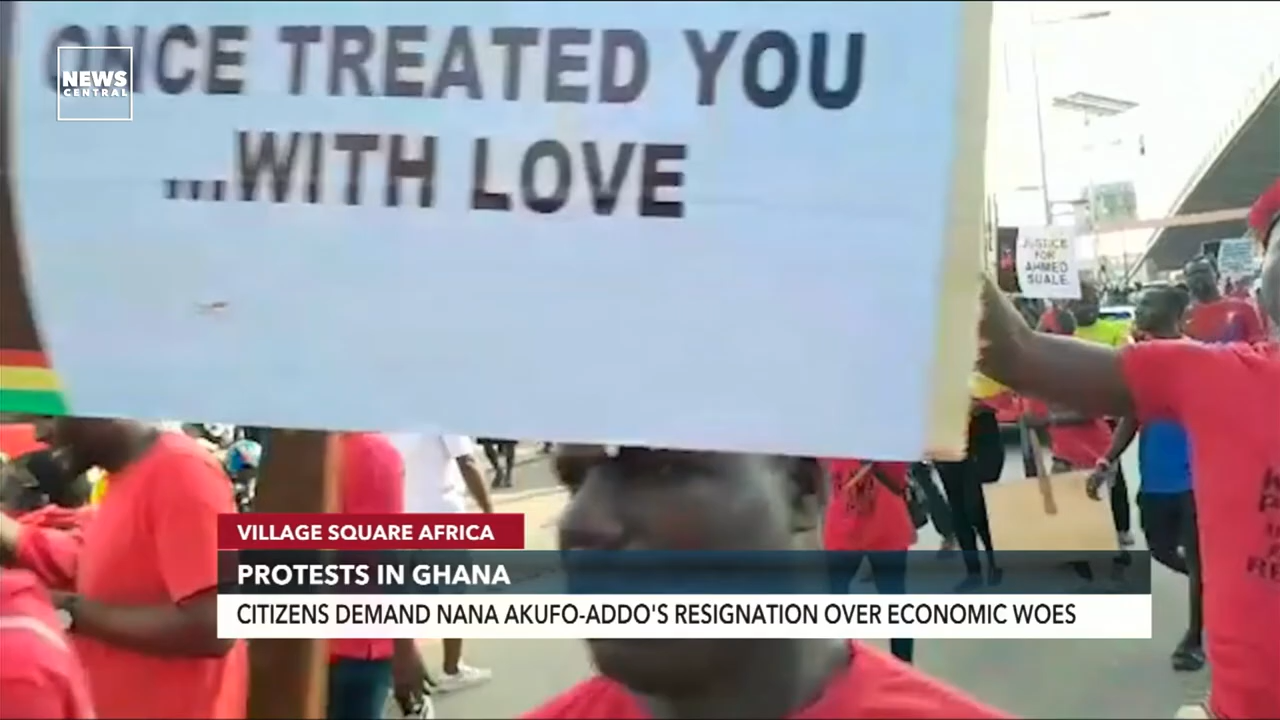 ONCE TREATED YOU
...WITH LOVE
NEWS
CENTRAL
JUSTICE
FOR
AHMED
SUALE.
VILLAGE SQUARE AFRICA
PROTESTS IN GHANA
CITIZENS DEMAND NANA AKUFO-ADDO'S RESIGNATION OVER ECONOMIC WOES